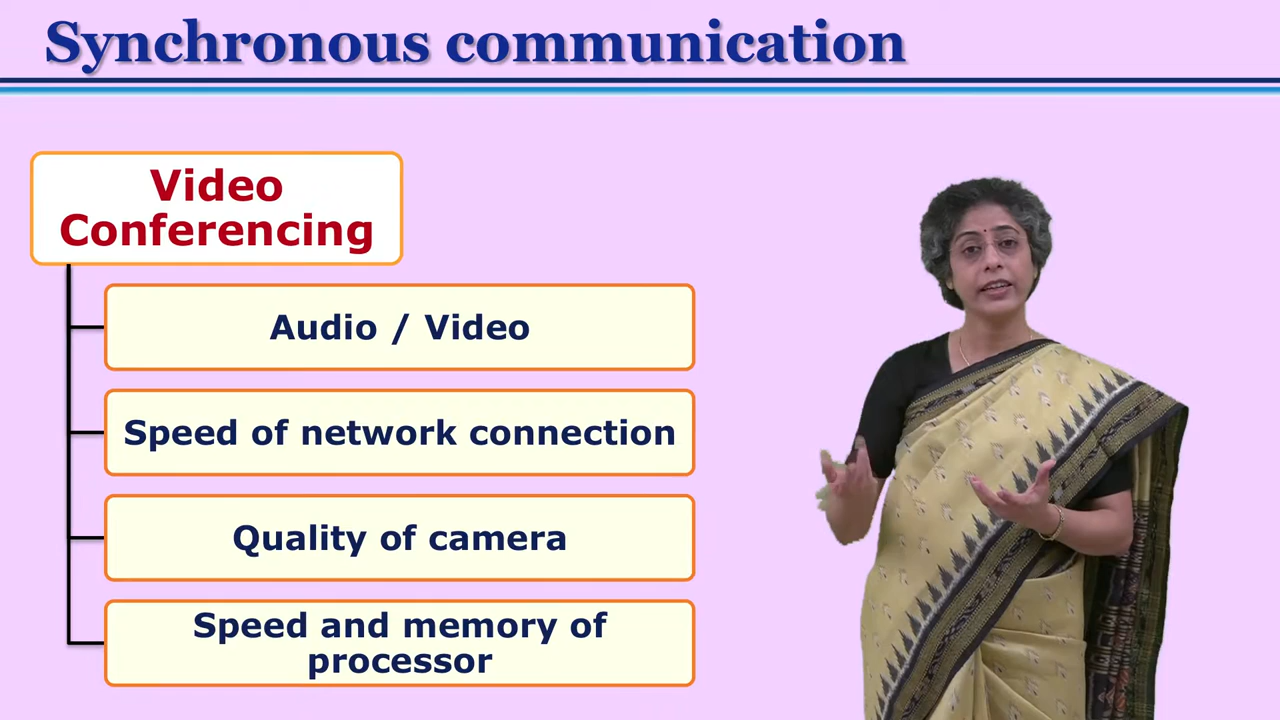 Synchronous communication
Video
Conferencing
Audio / Video
Speed of network connection
Quality of camera
Speed and memory of
processor